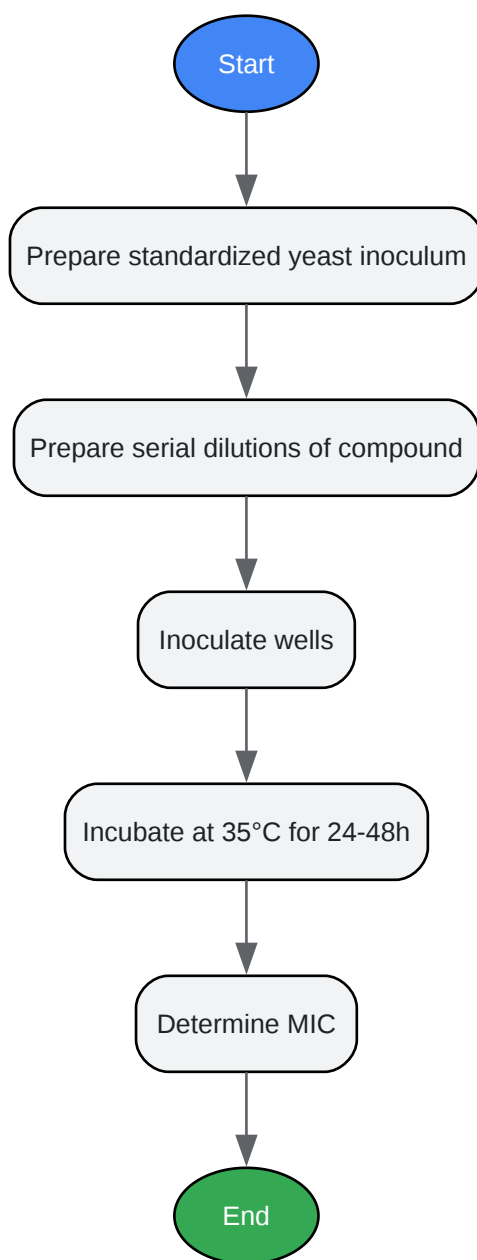 Start
Prepare standardized yeast inoculum
Prepare serial dilutions of compound
Inoculate wells
Incubate at 35°C for 24-48h
Determine MIC
End